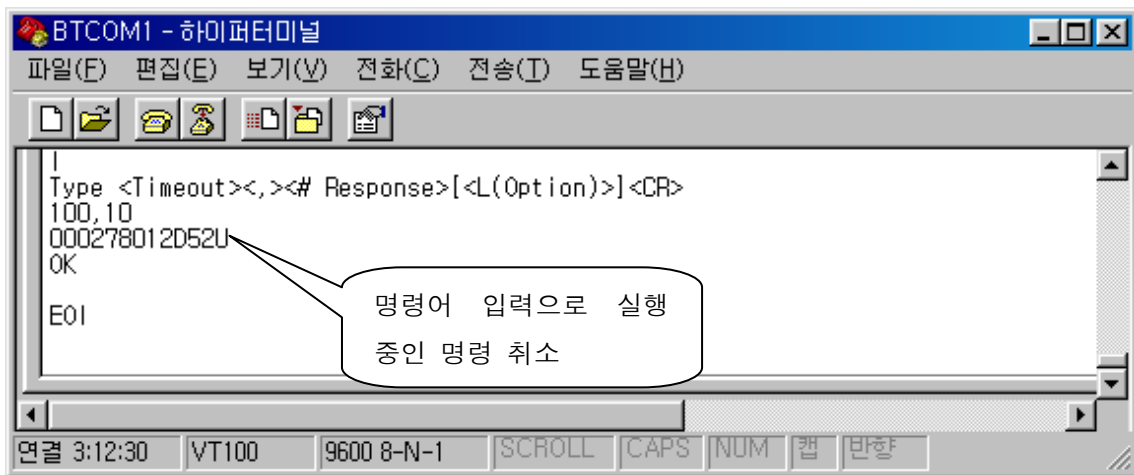 BTCOM1 - 하이퍼터미널
파일(F) 편집(E) 보기(V) 전화(C) 전송(T) 도움말(H)
I
Type <Timeout><,><# Response>[<L(Option)>]<CR>
100,10
000278012D52U
OK
EOI
명령어 입력으로 실행
중인 명령 취소
연결 3:12:30 VT100 9600 8-N-1 SCROLL CAPS NUM 캡 반향